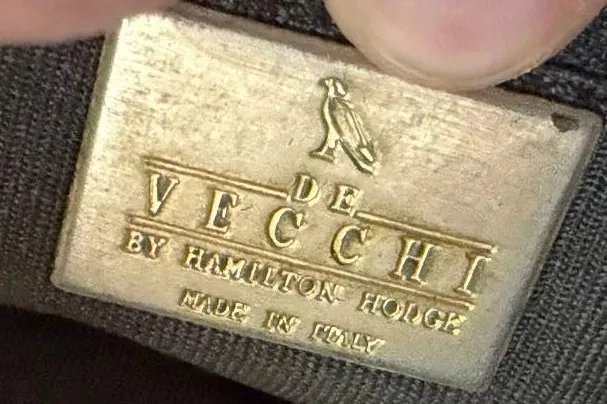 DE
VECCHI
BY HAMILTON HODGE
MADE IN ITALY